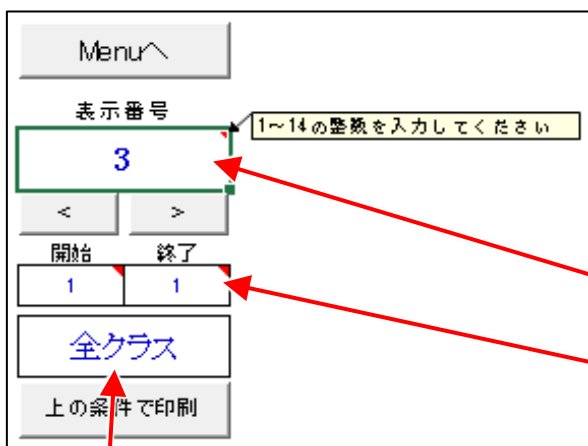 Menuへ
表示番号
1～14の整数を入力してください
3
< >
開始 終了
1 1
全クラス
上の条件で印刷